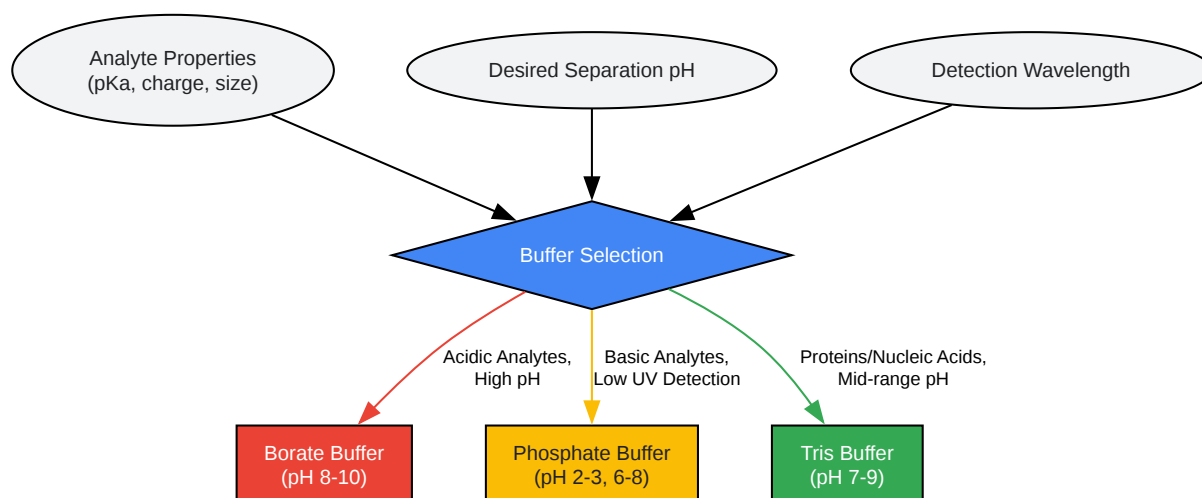 Analyte Properties
(pKa, charge, size)
Desired Separation pH
Detection Wavelength
Buffer Selection
Acidic Analytes,
High pH
Basic Analytes,
Low UV Detection
Proteins/Nucleic Acids,
Mid-range pH
Borate Buffer
(pH 8-10)
Phosphate Buffer
(pH 2-3, 6-8)
Tris Buffer
(pH 7-9)